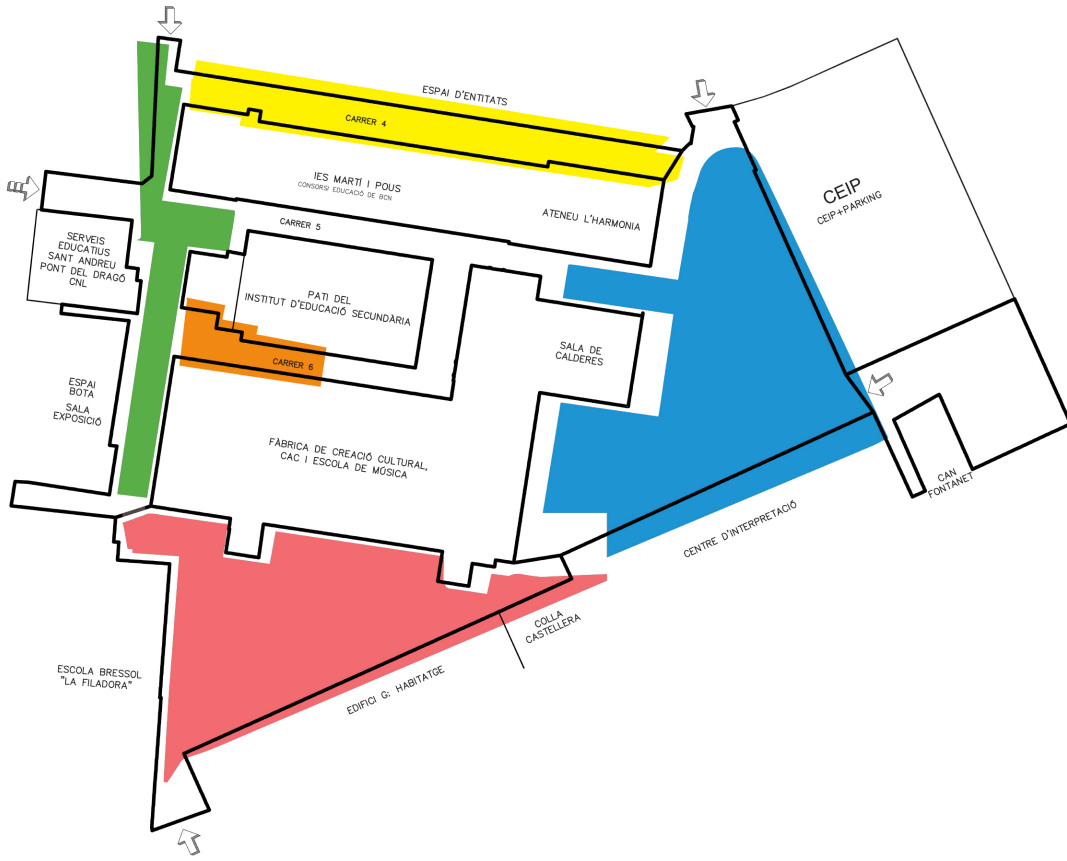 ESPAI D'ENTITATS
CARRER 4
IES MARTÍ I POUS
CONSORSI EDUCACIÓ DE BCN
ATENEU L'HARMONIA
CEIP
CEIP+PARKING
CARRER 5
SERVEIS
EDUCATIUS
SANT ANDREU
PONT DEL DRAGÓ
CNL
PATI DEL
INSTITUT D'EDUCACIÓ SECUNDÀRIA
SALA DE
CALDERES
CARRER 6
ESPAI
BOTA
SALA
EXPOSICIÓ
FÀBRICA DE CREACIÓ CULTURAL,
CAC I ESCOLA DE MÚSICA
CAN
FONTANET
CENTRE D'INTERPRETACIÓ
COLLA
CASTELLERA
ESCOLA BRESSOL
"LA FILADORA"
EDIFICI G: HABITATGE